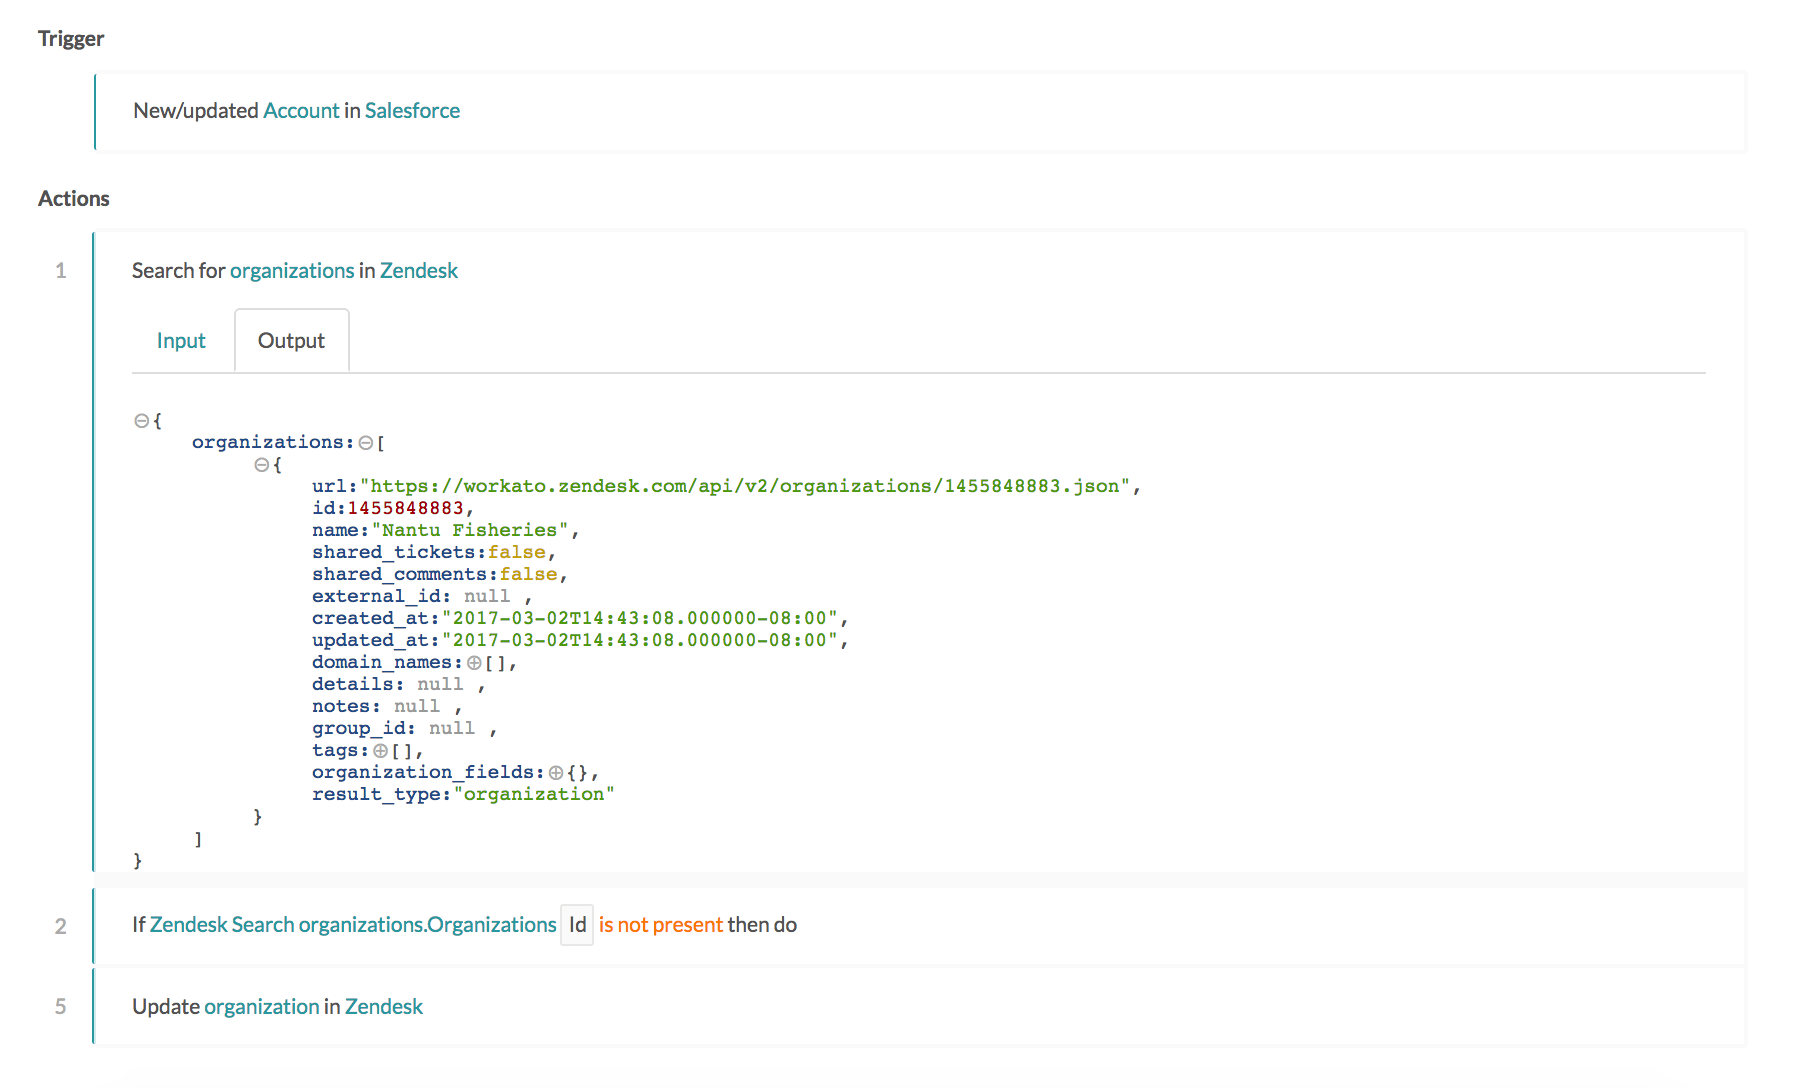 Trigger
New/updated Account in Salesforce
Actions
1
Search for organizations in Zendesk
Input Output
{
organizations: [
{
url:"https://workato.zendesk.com/api/v2/organizations/1455848883.json",
id:1455848883,
name:"Nantu Fisheries",
shared_tickets:false,
shared_comments:false,
external_id: null ,
created_at:"2017-03-02T14:43:08.000000-08:00",
updated_at:"2017-03-02T14:43:08.000000-08:00",
domain_names: [],
details: null ,
notes: null ,
group_id: null ,
tags: [],
organization_fields: {},
result_type:"organization"
}
]
}
2
If Zendesk Search organizations.Organizations Id is not present then do
5
Update organization in Zendesk